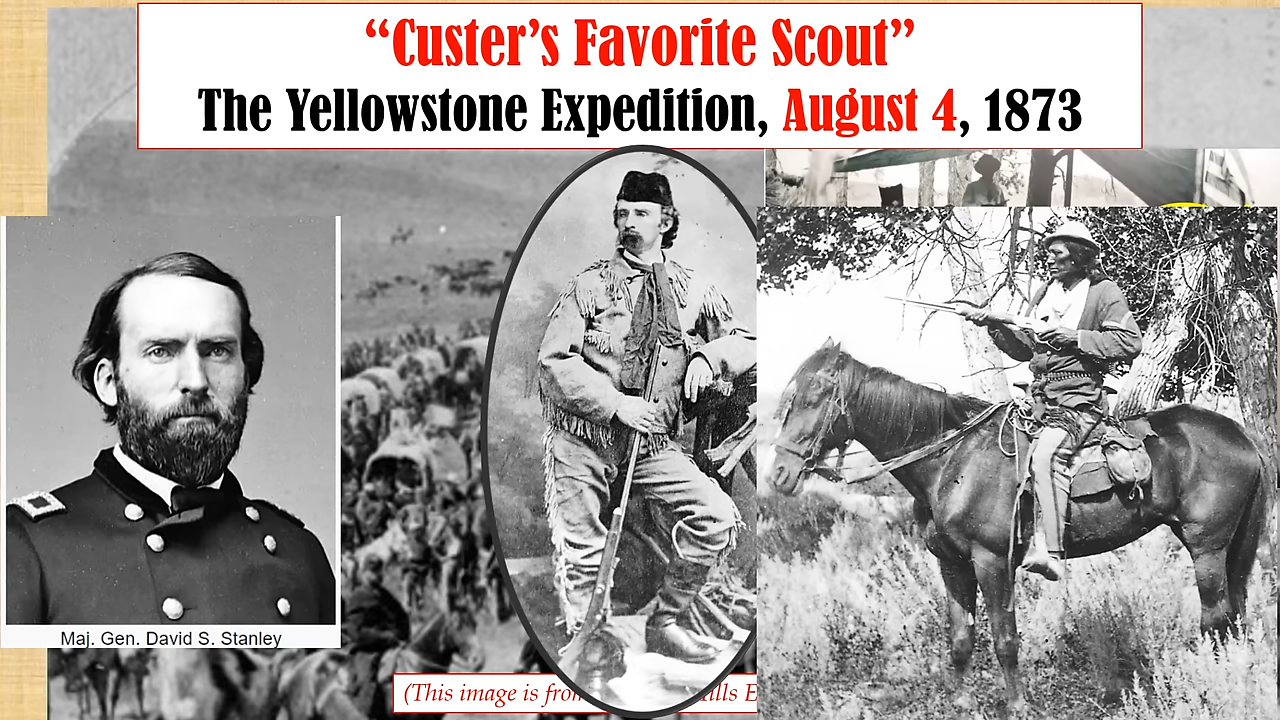 “Custer’s Favorite Scout”
The Yellowstone Expedition, August 4, 1873
Maj. Gen. David S. Stanley
(This image is from